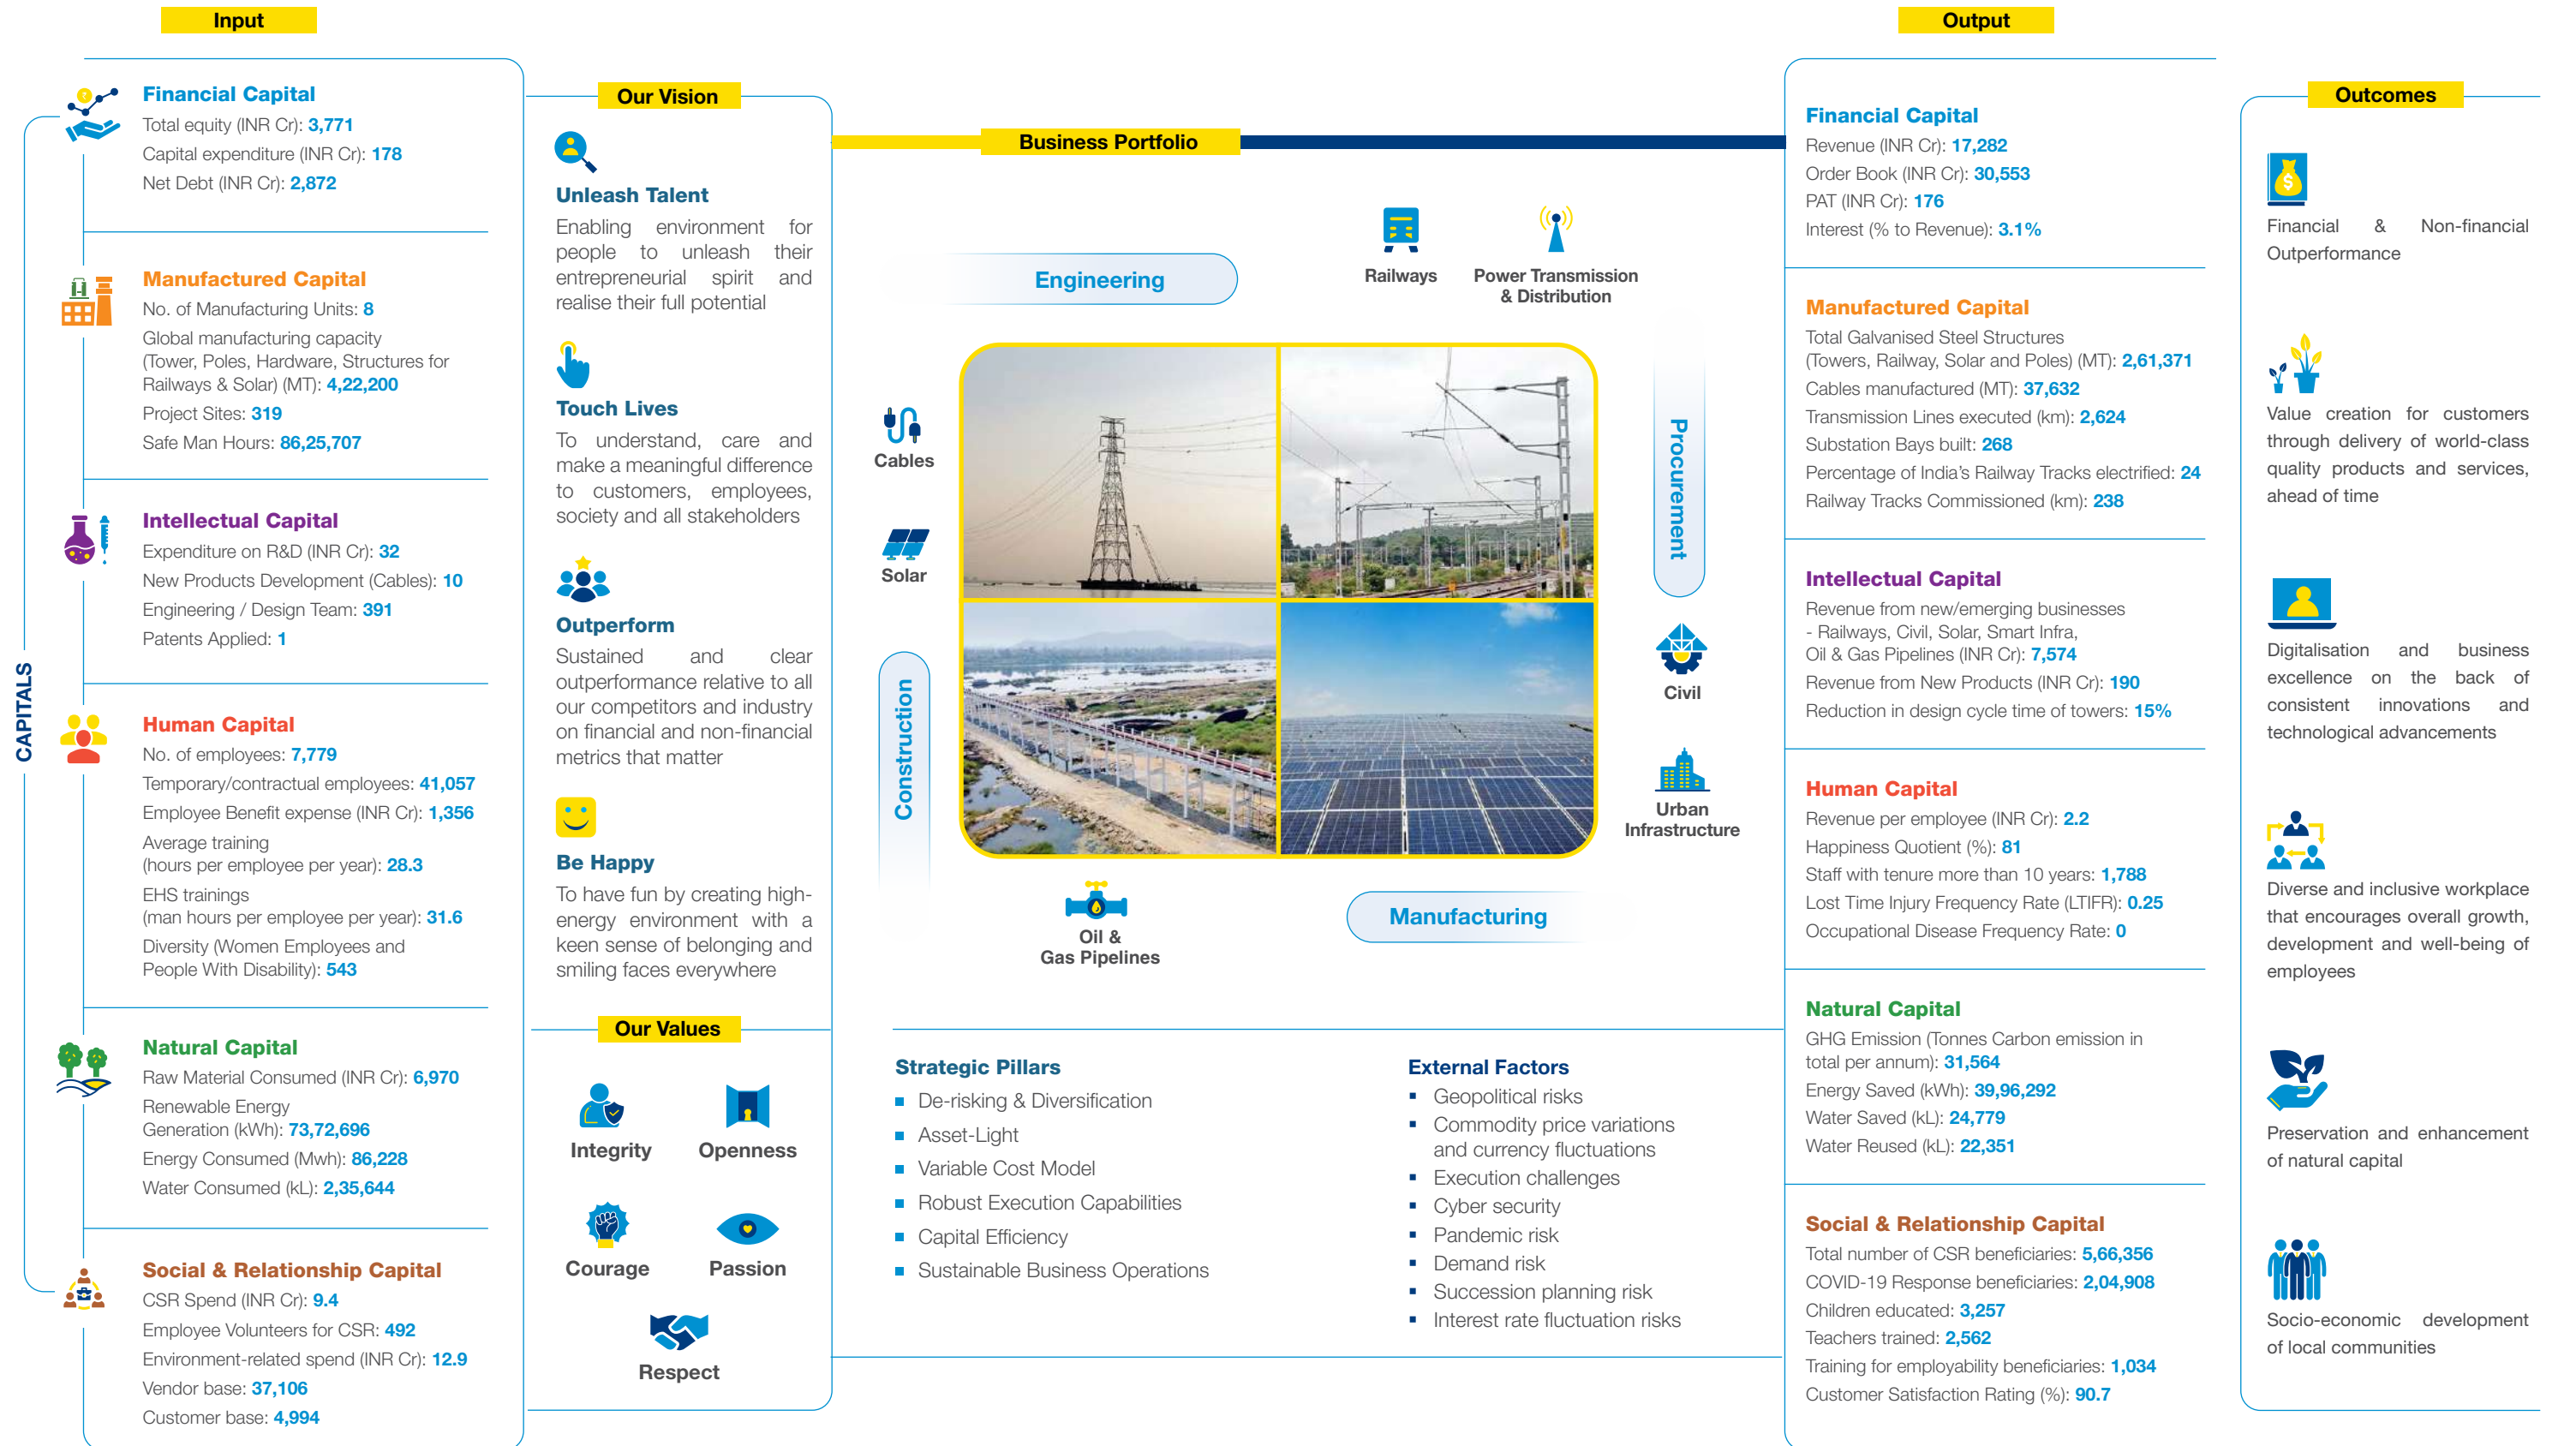 Input
CAPITALS
Financial Capital
Total equity (INR Cr): 3,771
Capital expenditure (INR Cr): 178
Net Debt (INR Cr): 2,872
Manufactured Capital
No. of Manufacturing Units: 8
Global manufacturing capacity
(Tower, Poles, Hardware, Structures for
Railways & Solar) (MT): 4,22,200
Project Sites: 319
Safe Man Hours: 86,25,707
Intellectual Capital
Expenditure on R&D (INR Cr): 32
New Products Development (Cables): 10
Engineering / Design Team: 391
Patents Applied: 1
Human Capital
No. of employees: 7,779
Temporary/contractual employees: 41,057
Employee Benefit expense (INR Cr): 1,356
Average training
(hours per employee per year): 28.3
EHS trainings
(man hours per employee per year): 31.6
Diversity (Women Employees and
People With Disability): 543
Natural Capital
Raw Material Consumed (INR Cr): 6,970
Renewable Energy
Generation (kWh): 73,72,696
Energy Consumed (Mwh): 86,228
Water Consumed (kL): 2,35,644
Social & Relationship Capital
CSR Spend (INR Cr): 9.4
Employee Volunteers for CSR: 492
Environment-related spend (INR Cr): 12.9
Vendor base: 37,106
Customer base: 4,994
Our Vision
Unleash Talent
Enabling environment for
people to unleash their
entrepreneurial spirit and
realise their full potential
Touch Lives
To understand, care and
make a meaningful difference
to customers, employees,
society and all stakeholders
Outperform
Sustained and clear
outperformance relative to all
our competitors and industry
on financial and non-financial
metrics that matter
Be Happy
To have fun by creating high-
energy environment with a
keen sense of belonging and
smiling faces everywhere
Our Values
Integrity
Openness
Courage
Passion
Respect
Business Portfolio
Engineering
Railways
Power Transmission
& Distribution
Cables
Solar
Procurement
Construction
Civil
Urban
Infrastructure
Oil &
Gas Pipelines
Manufacturing
Strategic Pillars
De-risking & Diversification
Asset-Light
Variable Cost Model
Robust Execution Capabilities
Capital Efficiency
Sustainable Business Operations
External Factors
Geopolitical risks
Commodity price variations
and currency fluctuations
Execution challenges
Cyber security
Pandemic risk
Demand risk
Succession planning risk
Interest rate fluctuation risks
Output
Financial Capital
Revenue (INR Cr): 17,282
Order Book (INR Cr): 30,553
PAT (INR Cr): 176
Interest (% to Revenue): 3.1%
Manufactured Capital
Total Galvanised Steel Structures
(Towers, Railway, Solar and Poles) (MT): 2,61,371
Cables manufactured (MT): 37,632
Transmission Lines executed (km): 2,624
Substation Bays built: 268
Percentage of India's Railway Tracks electrified: 24
Railway Tracks Commissioned (km): 238
Intellectual Capital
Revenue from new/emerging businesses
- Railways, Civil, Solar, Smart Infra,
Oil & Gas Pipelines (INR Cr): 7,574
Revenue from New Products (INR Cr): 190
Reduction in design cycle time of towers: 15%
Human Capital
Revenue per employee (INR Cr): 2.2
Happiness Quotient (%): 81
Staff with tenure more than 10 years: 1,788
Lost Time Injury Frequency Rate (LTIFR): 0.25
Occupational Disease Frequency Rate: 0
Natural Capital
GHG Emission (Tonnes Carbon emission in
total per annum): 31,564
Energy Saved (kWh): 39,96,292
Water Saved (kL): 24,779
Water Reused (kL): 22,351
Social & Relationship Capital
Total number of CSR beneficiaries: 5,66,356
COVID-19 Response beneficiaries: 2,04,908
Children educated: 3,257
Teachers trained: 2,562
Training for employability beneficiaries: 1,034
Customer Satisfaction Rating (%): 90.7
Outcomes
Financial & Non-financial
Outperformance
Value creation for customers
through delivery of world-class
quality products and services,
ahead of time
Digitalisation and business
excellence on the back of
consistent innovations and
technological advancements
Diverse and inclusive workplace
that encourages overall growth,
development and well-being of
employees
Preservation and enhancement
of natural capital
Socio-economic development
of local communities